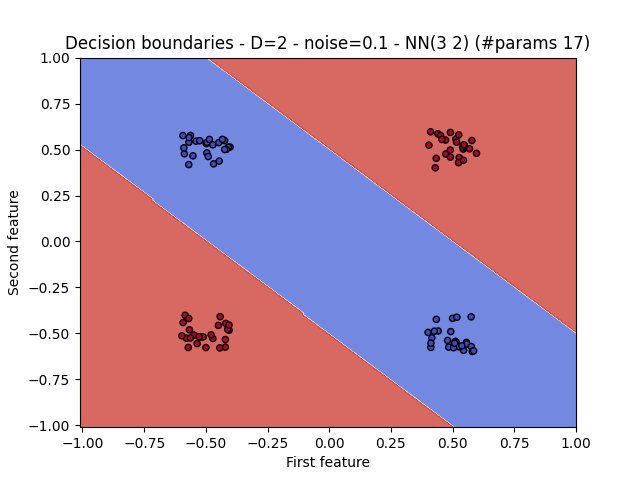 Decision boundaries - D=2 - noise=0.1 - NN(3 2) (#params 17)
1.00
0.75
0.50
0.25
0.00
−0.25
−0.50
−0.75
−1.00
Second feature
−1.00 −0.75 −0.50 −0.25 0.00 0.25 0.50 0.75 1.00
First feature